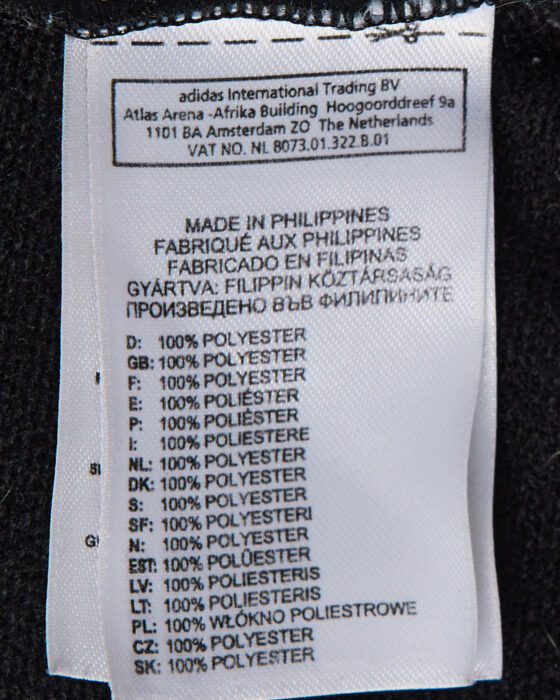 adidas International Trading BV
Atlas Arena -Afrika Building Hoogoorddreef 9a
1101 BA Amsterdam ZO The Netherlands
VAT NO. NL 8073.01.322.B.01
MADE IN PHILIPPINES
FABRIQUÉ AUX PHILIPPINES
FABRICADO EN FILIPINAS
GYÁRTVA: FILIPPIN KÖZTÁRSASÁG
ПРОИЗВЕДЕНО ВЪВ ФИЛИПИНИТЕ
D: 100% POLYESTER
GB: 100% POLYESTER
F: 100% POLYESTER
E: 100% POLIÉSTER
P: 100% POLIÉSTER
I: 100% POLIESTERE
NL: 100% POLYESTER
DK: 100% POLYESTER
S: 100% POLYESTER
SF: 100% POLYESTERI
N: 100% POLYESTER
EST: 100% POLÜESTER
LV: 100% POLIESTERIS
LT: 100% POLIESTERIS
PL: 100% WŁÓKNO POLIESTROWE
CZ: 100% POLYESTER
SK: 100% POLYESTER